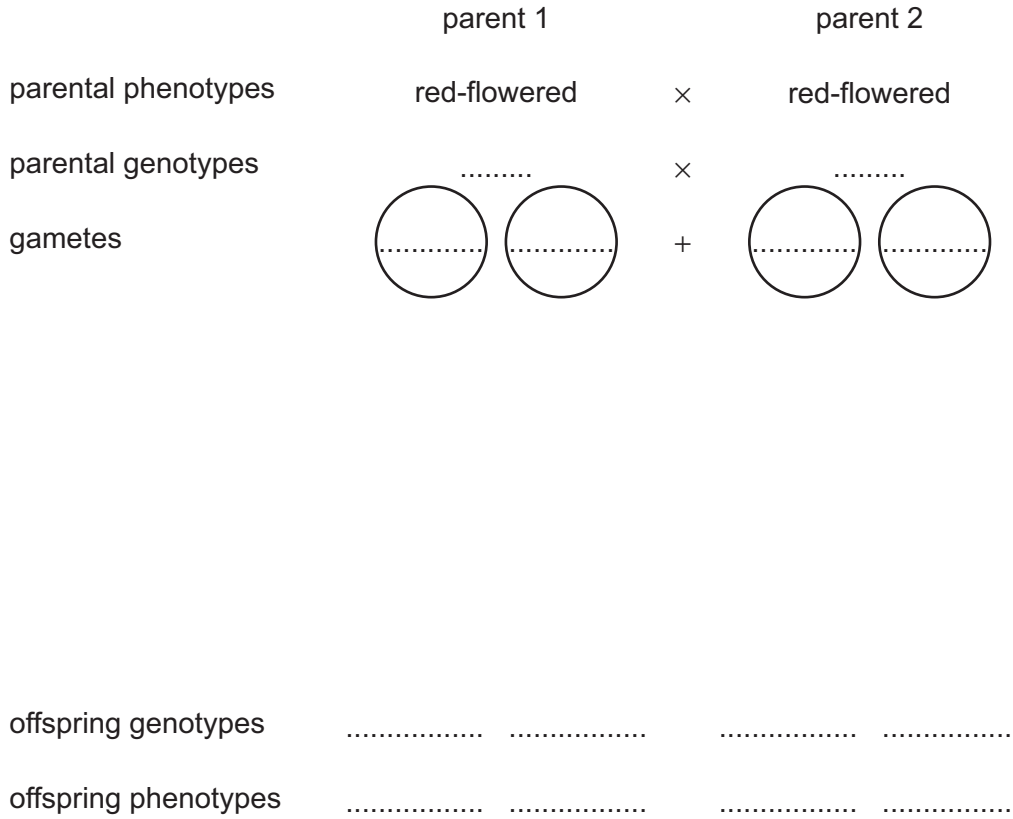 parent 1 parent 2
parental phenotypes red-flowered × red-flowered
parental genotypes ......... × .........
gametes ............. ............. + ............. .............
offspring genotypes ................. ................. ................. ................
offspring phenotypes ................. ................. ................. ................